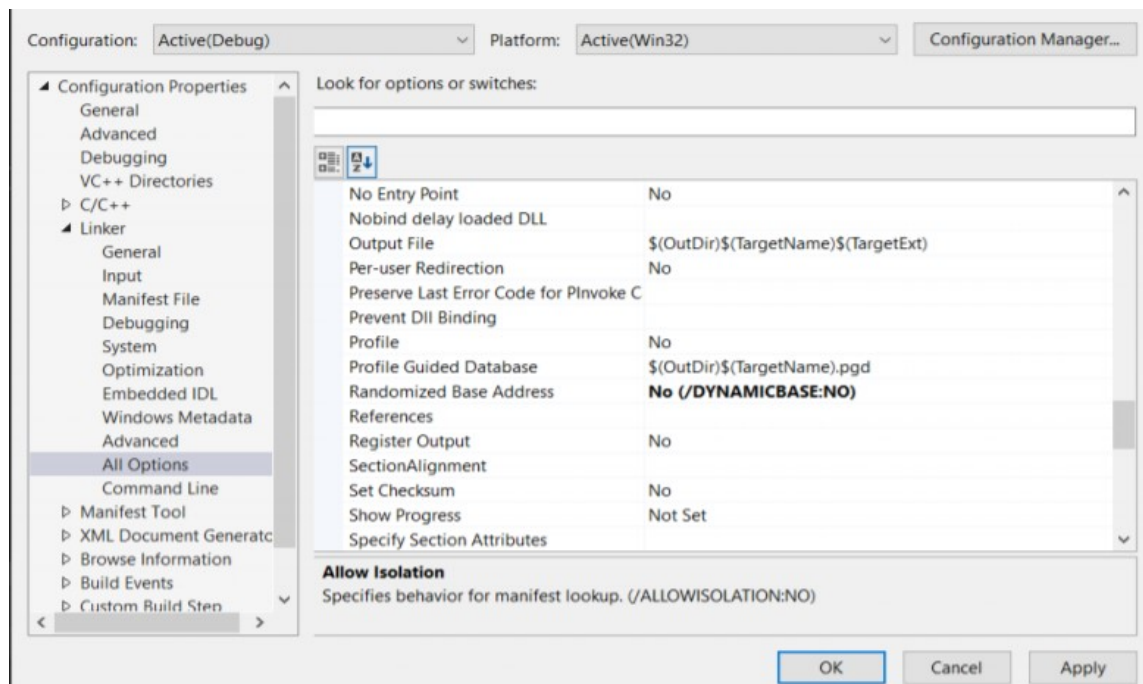 Configuration: Active(Debug) Platform: Active(Win32) Configuration Manager...
Configuration Properties
General
Advanced
Debugging
VC++ Directories
C/C++
Linker
General
Input
Manifest File
Debugging
System
Optimization
Embedded IDL
Windows Metadata
Advanced
All Options
Command Line
Manifest Tool
XML Document Generatc
Browse Information
Build Events
Custom Build Step
Look for options or switches:
No Entry Point No
Nobind delay loaded DLL
Output File $(OutDir)$(TargetName)$(TargetExt)
Per-user Redirection No
Preserve Last Error Code for PInvoke C
Prevent Dll Binding
Profile No
Profile Guided Database $(OutDir)$(TargetName).pgd
Randomized Base Address No (/DYNAMICBASE:NO)
References
Register Output No
SectionAlignment
Set Checksum No
Show Progress Not Set
Specify Section Attributes
Allow Isolation
Specifies behavior for manifest lookup. (/ALLOWISOLATION:NO)
OK Cancel Apply